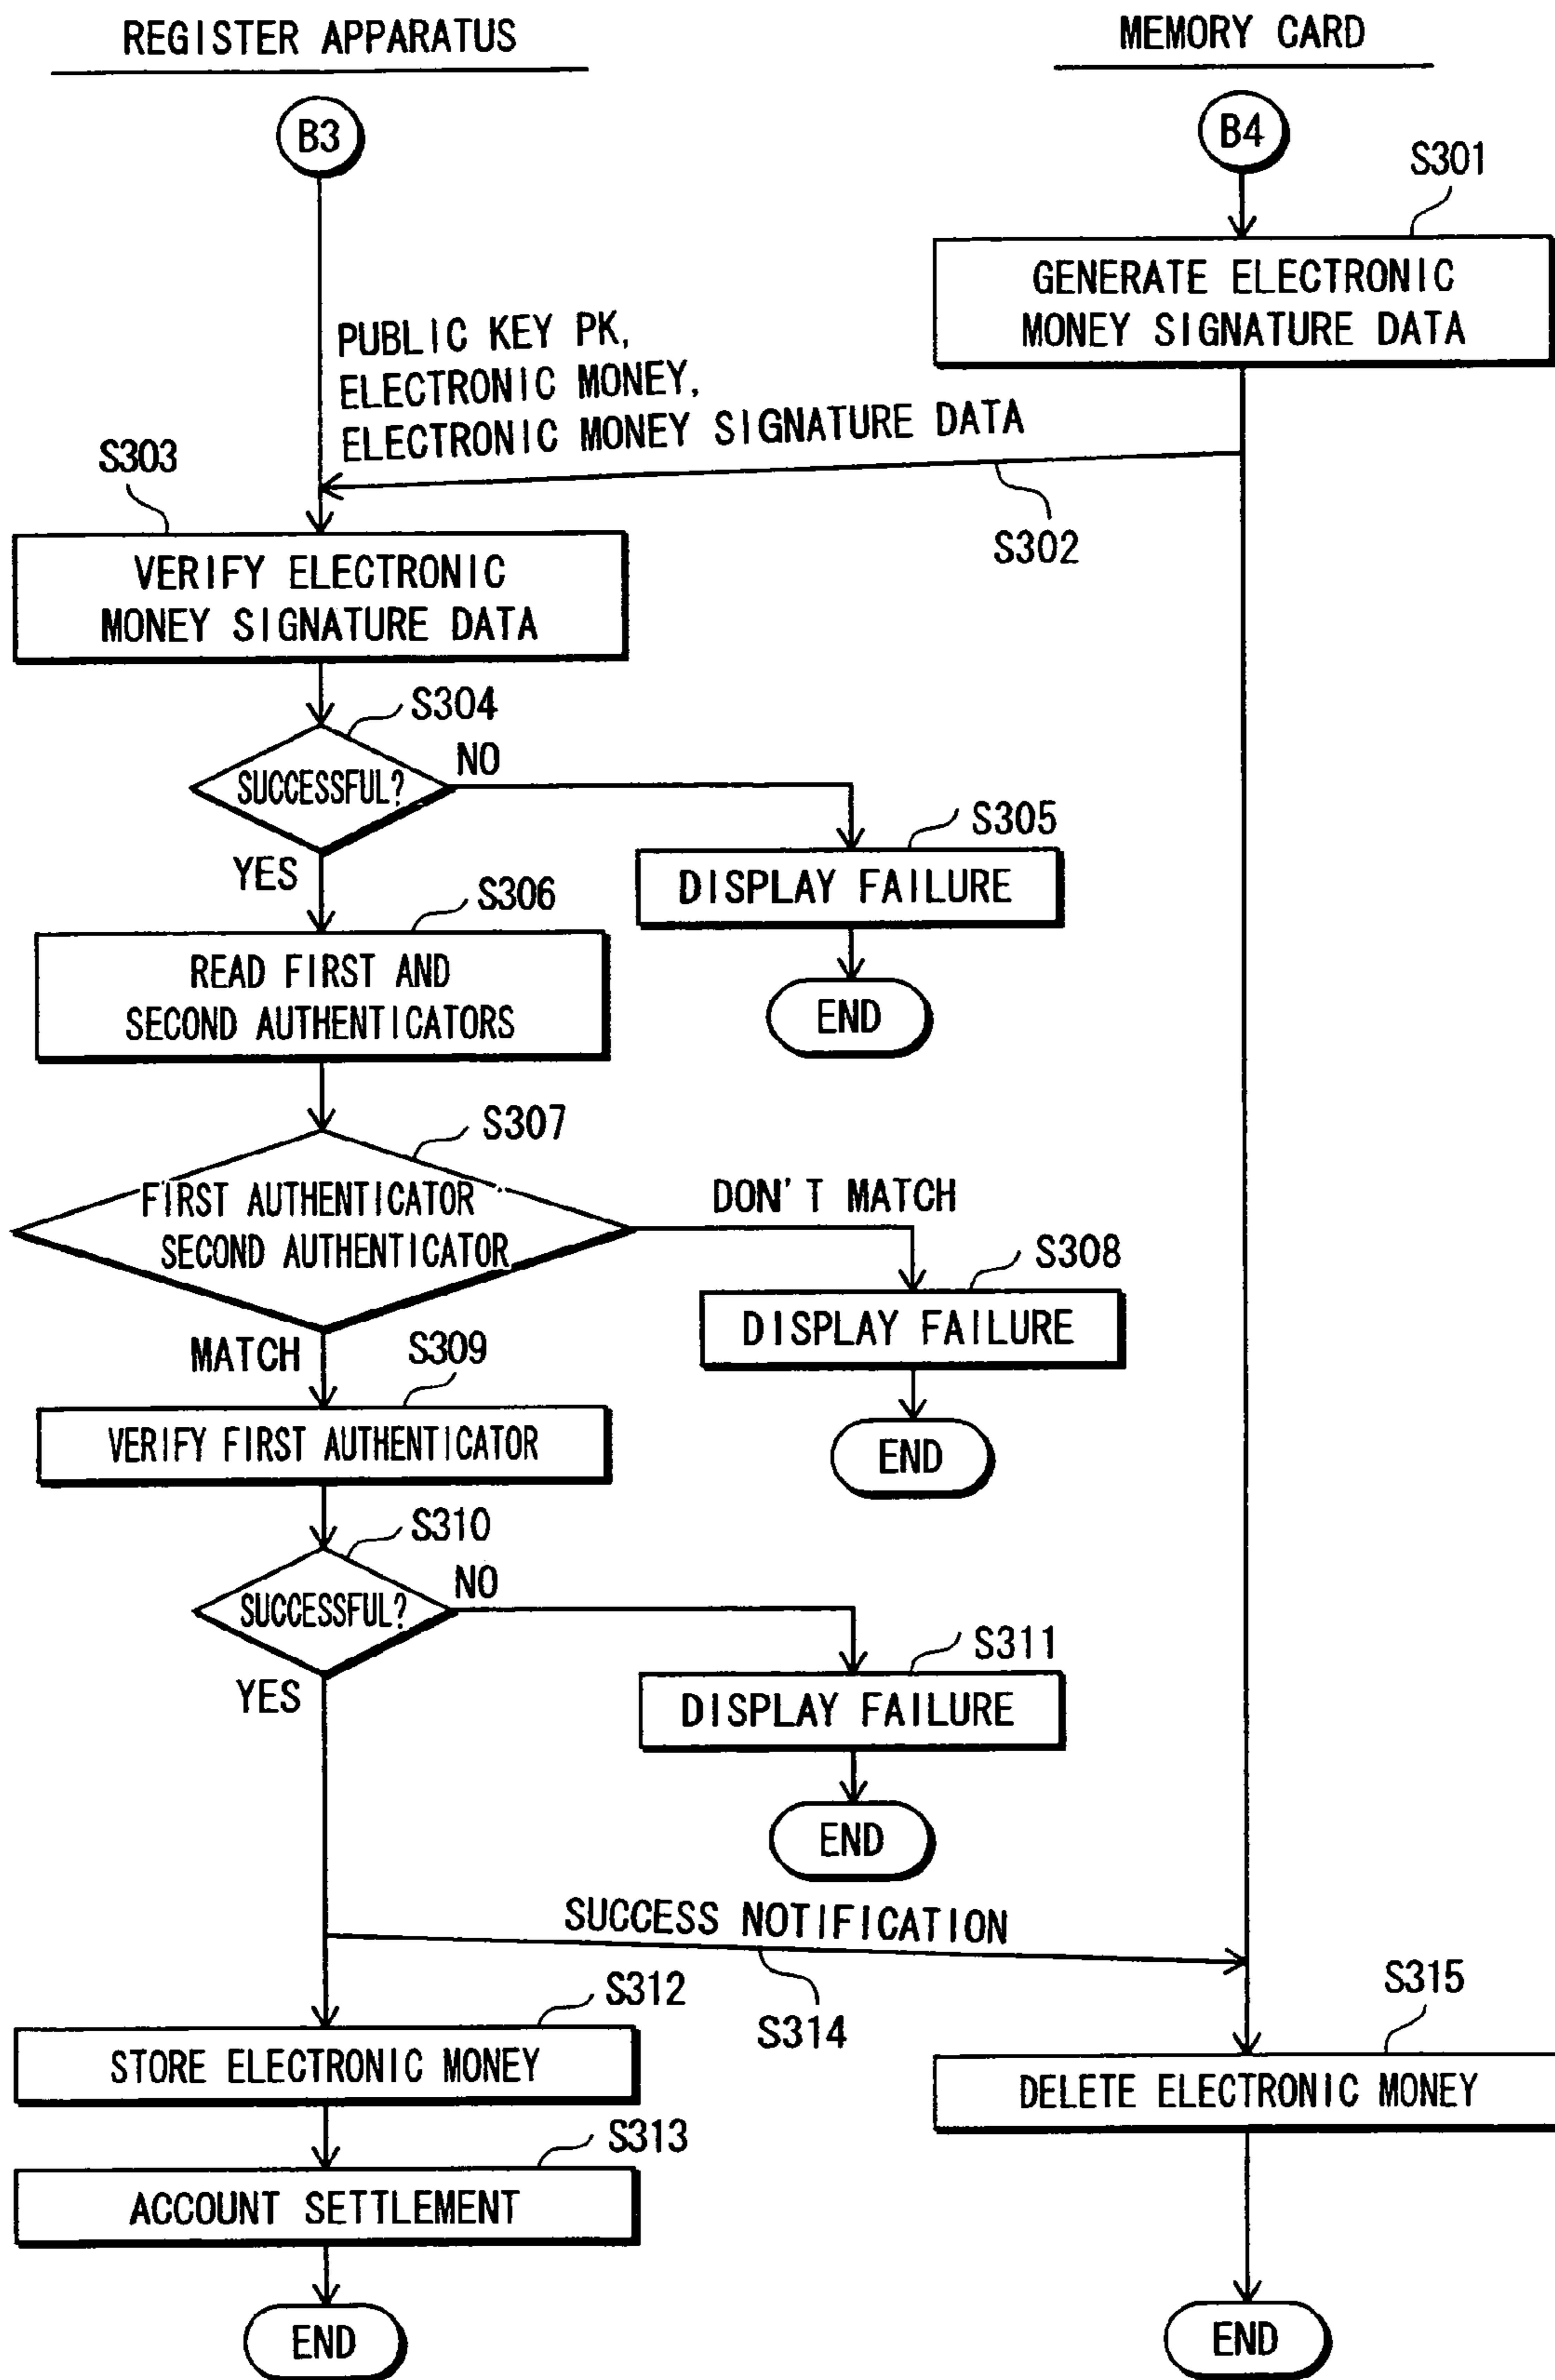 REGISTER APPARATUS
MEMORY CARD
B3
B4
S301
GENERATE ELECTRONIC
MONEY SIGNATURE DATA
PUBLIC KEY PK,
ELECTRONIC MONEY,
ELECTRONIC MONEY SIGNATURE DATA
S302
S303
VERIFY ELECTRONIC
MONEY SIGNATURE DATA
S304
SUCCESSFUL?
NO
YES
S305
DISPLAY FAILURE
END
S306
READ FIRST AND
SECOND AUTHENTICATORS
S307
FIRST AUTHENTICATOR
SECOND AUTHENTICATOR
DON'T MATCH
S308
DISPLAY FAILURE
END
MATCH
S309
VERIFY FIRST AUTHENTICATOR
S310
SUCCESSFUL?
NO
YES
S311
DISPLAY FAILURE
END
SUCCESS NOTIFICATION
S314
S312
STORE ELECTRONIC MONEY
S315
DELETE ELECTRONIC MONEY
S313
ACCOUNT SETTLEMENT
END
END